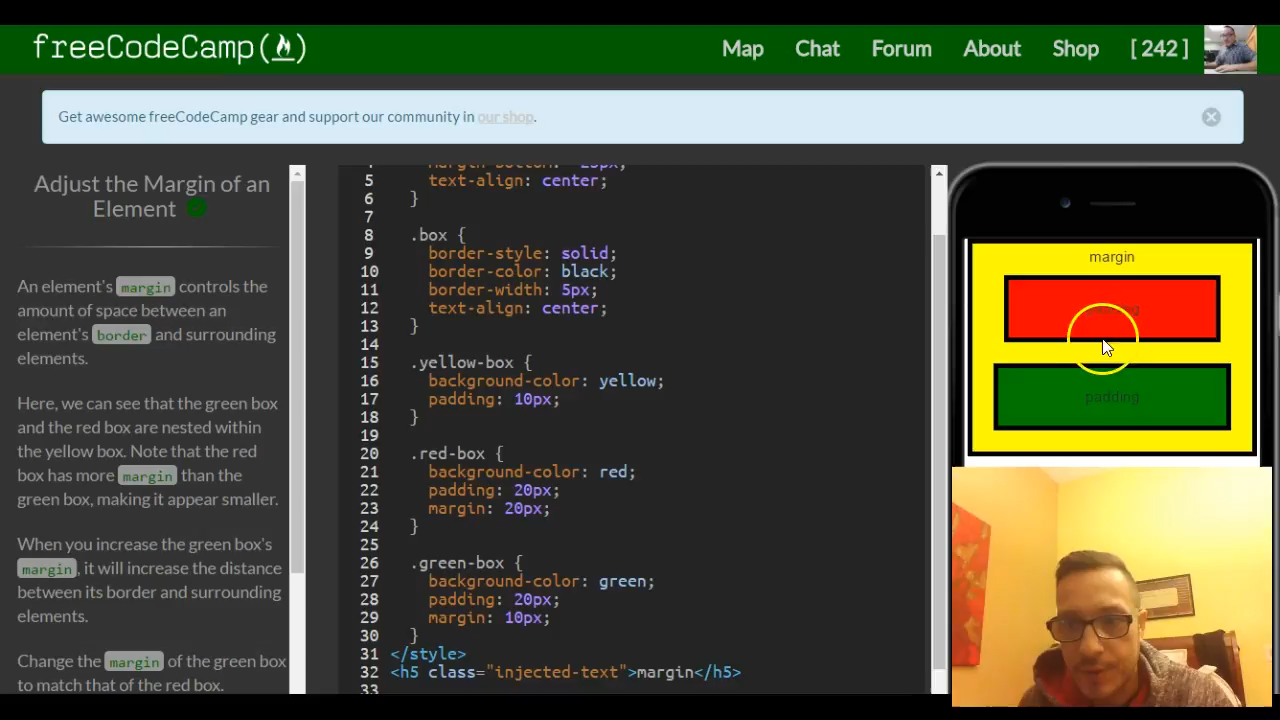 freeCodeCamp(🔥)
Map Chat Forum About Shop [ 242 ]
Get awesome freeCodeCamp gear and support our community in our shop.
Adjust the Margin of an
Element
An element's margin controls the
amount of space between an
element's border and surrounding
elements.
Here, we can see that the green box
and the red box are nested within
the yellow box. Note that the red
box has more margin than the
green box, making it appear smaller.
When you increase the green box's
margin, it will increase the distance
between its border and surrounding
elements.
Change the margin of the green box
to match that of the red box.
5 text-align: center;
6 }
7
8 .box {
9 border-style: solid;
10 border-color: black;
11 border-width: 5px;
12 text-align: center;
13 }
14
15 .yellow-box {
16 background-color: yellow;
17 padding: 10px;
18 }
19
20 .red-box {
21 background-color: red;
22 padding: 20px;
23 margin: 20px;
24 }
25
26 .green-box {
27 background-color: green;
28 padding: 20px;
29 margin: 10px;
30 }
31 </style>
32 <h5 class="injected-text">margin</h5>
33
margin
padding